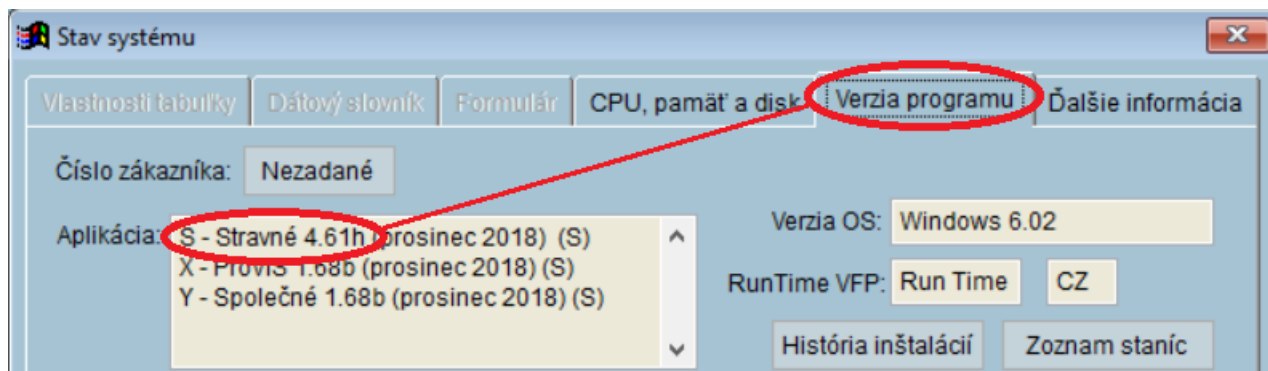 Stav systému
Vlastnosti tabuľky Dátový slovník Formulár CPU, pamäť a disk Verzia programu Ďalšie informácia
Číslo zákazníka: Nezadané
Aplikácia: S - Stravné 4.61h (prosinec 2018) (S)
X - ProVIS 1.68b (prosinec 2018) (S)
Y - Společné 1.68b (prosinec 2018) (S)
Verzia OS: Windows 6.02
RunTime VFP: Run Time CZ
História inštalácií Zoznam staníc